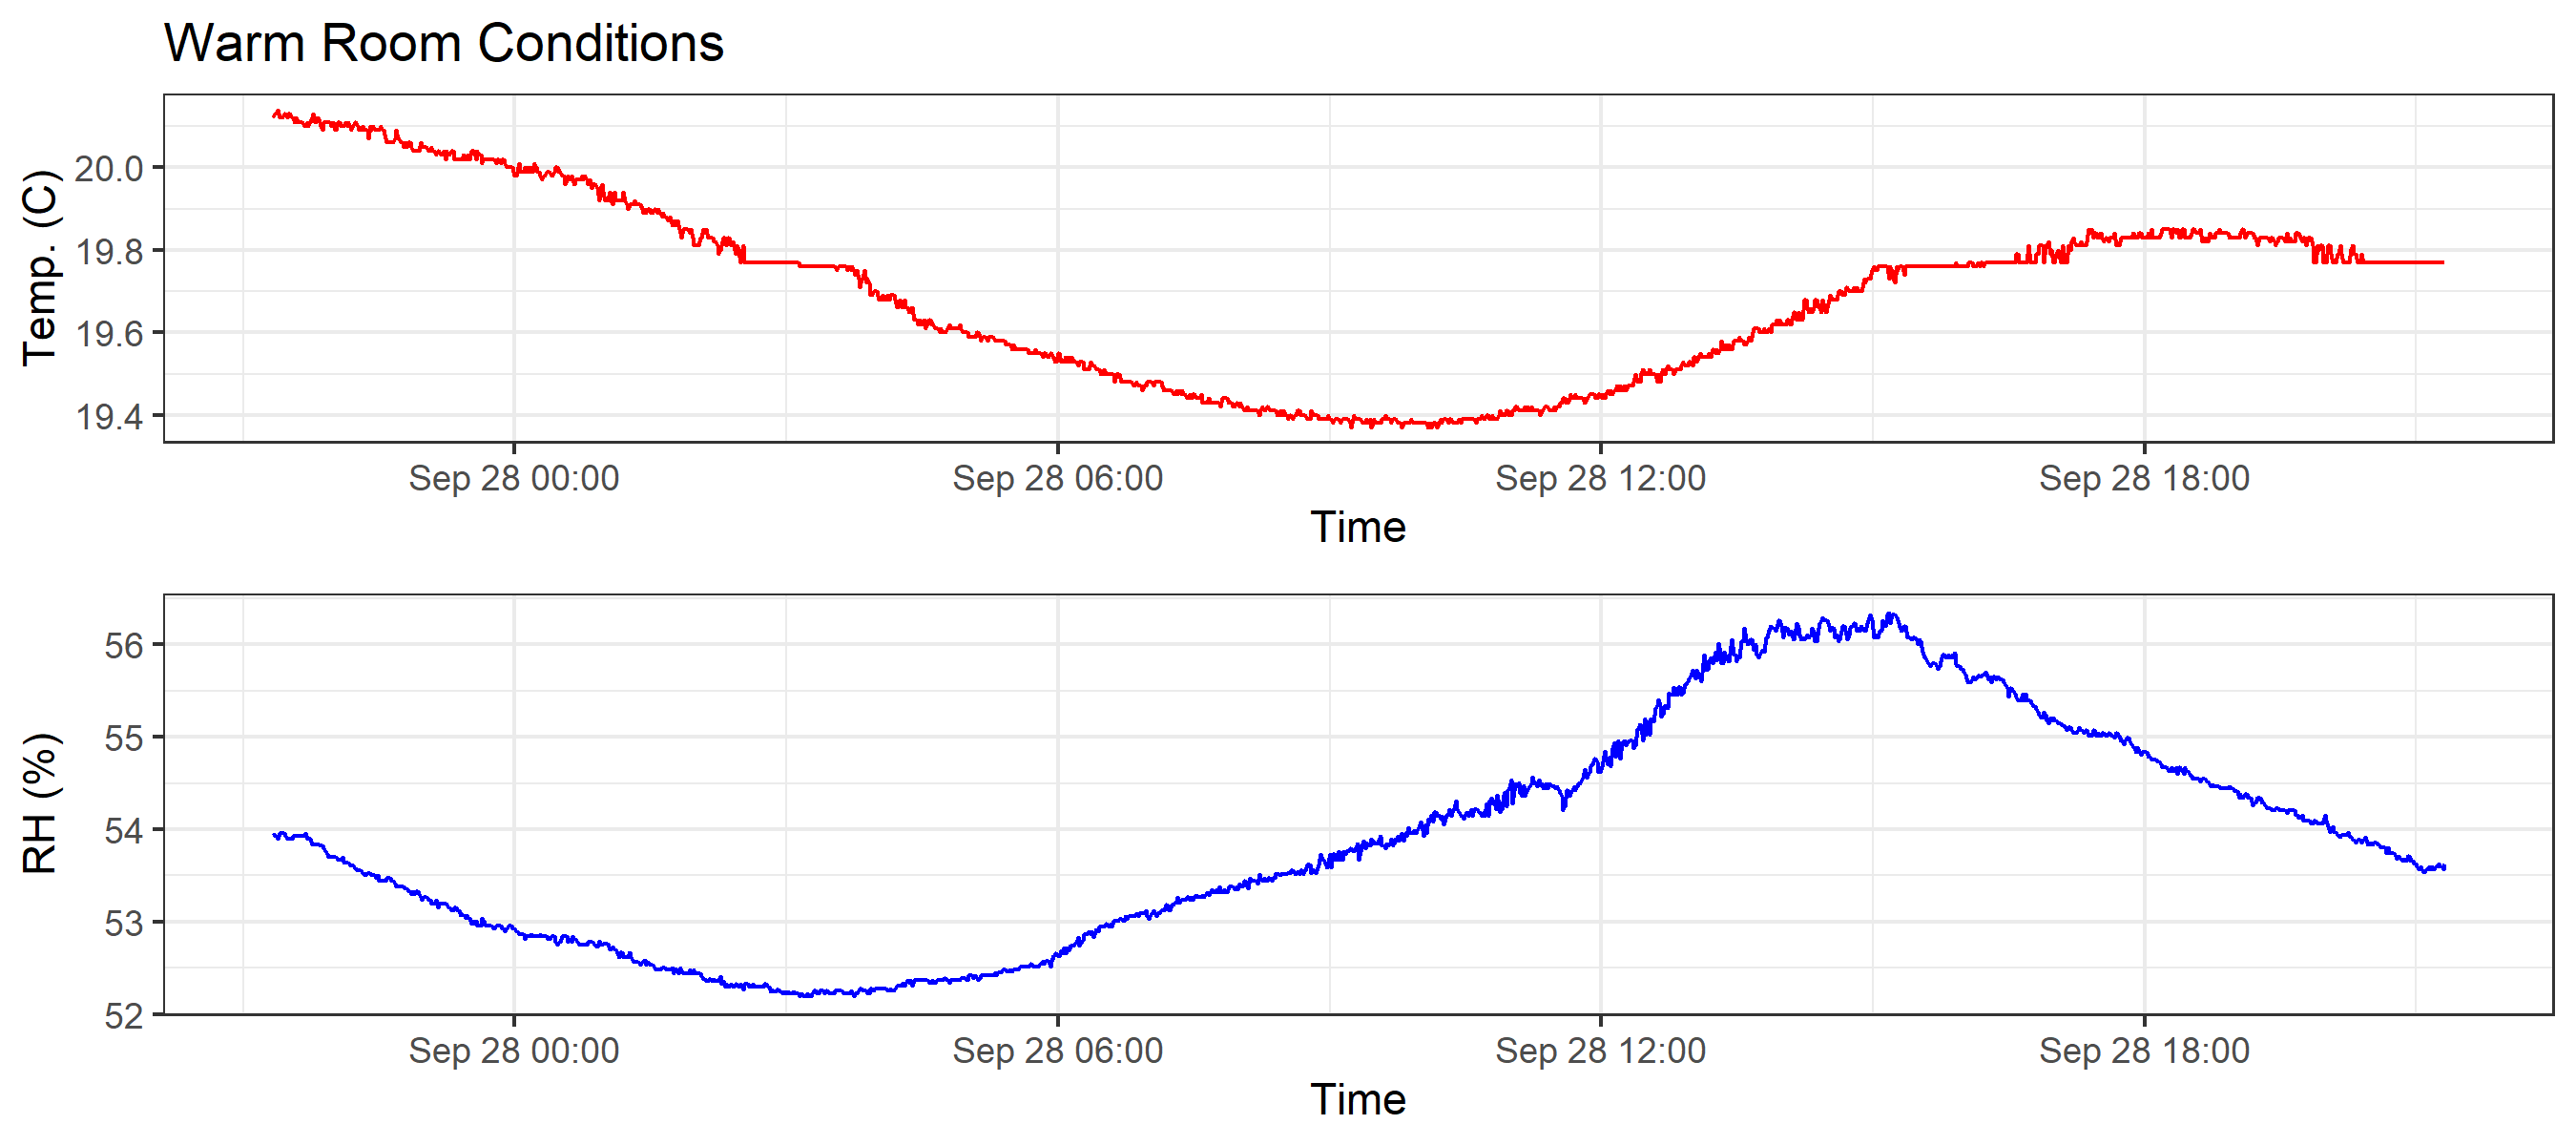 Warm Room Conditions
Temp. (C)
20.0
19.8
19.6
19.4
Sep 28 00:00 Sep 28 06:00 Sep 28 12:00 Sep 28 18:00
Time
RH (%)
56
55
54
53
52
Sep 28 00:00 Sep 28 06:00 Sep 28 12:00 Sep 28 18:00
Time